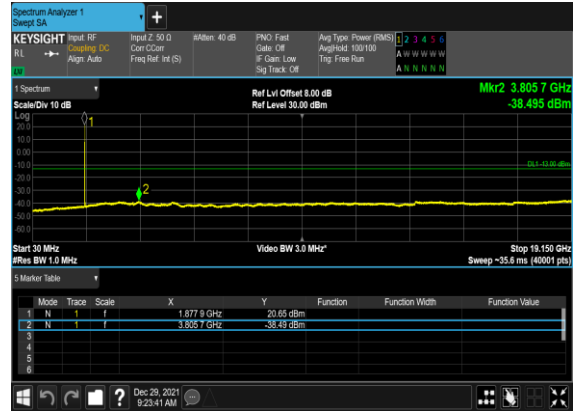 Spectrum Analyzer 1
Swept SA
+
KEYSIGHT Input: RF Input Z: 50 Ω #Atten: 40 dB PNO: Fast Avg Type: Power (RMS) 1 2 3 4 5 6
RL Coupling: DC Corr CCorr Gate: Off Avg|Hold: 100/100 A W W W W W
Align: Auto Freq Ref: Int (S) IF Gain: Low Trig: Free Run
Sig Track: Off A N N N N N
LXI
1 Spectrum Ref Lvl Offset 8.00 dB Mkr2 3.805 7 GHz
Scale/Div 10 dB Ref Level 30.00 dBm -38.495 dBm
Log
1
20.0
10.0
0.00
-10.0 DL1 -13.00 dBm
-20.0
-30.0
2
-40.0
-50.0
-60.0
Start 30 MHz Video BW 3.0 MHz* Stop 19.150 GHz
#Res BW 1.0 MHz Sweep ~35.6 ms (40001 pts)
5 Marker Table
Mode Trace Scale X Y Function Function Width Function Value
1 N 1 f 1.877 9 GHz 20.65 dBm
2 N 1 f 3.805 7 GHz -38.49 dBm
3
4
5
6
? Dec 29, 2021
9:23:41 AM